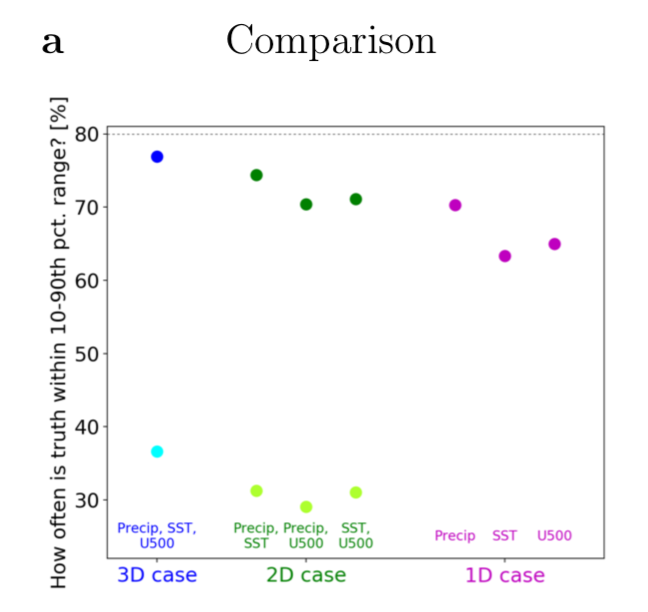 a Comparison
How often is truth within 10-90th pct. range? [%]
80
70
60
50
40
30
Precip, SST,
U500
Precip,
SST
Precip,
U500
SST,
U500
Precip
SST
U500
3D case
2D case
1D case